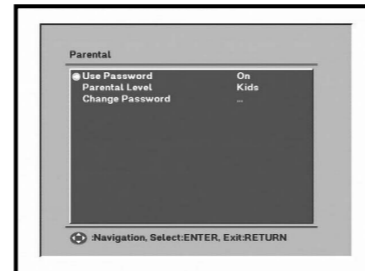 Parental
Use Password On
Parental Level Kids
Change Password ...
:Navigation, Select:ENTER, Exit:RETURN